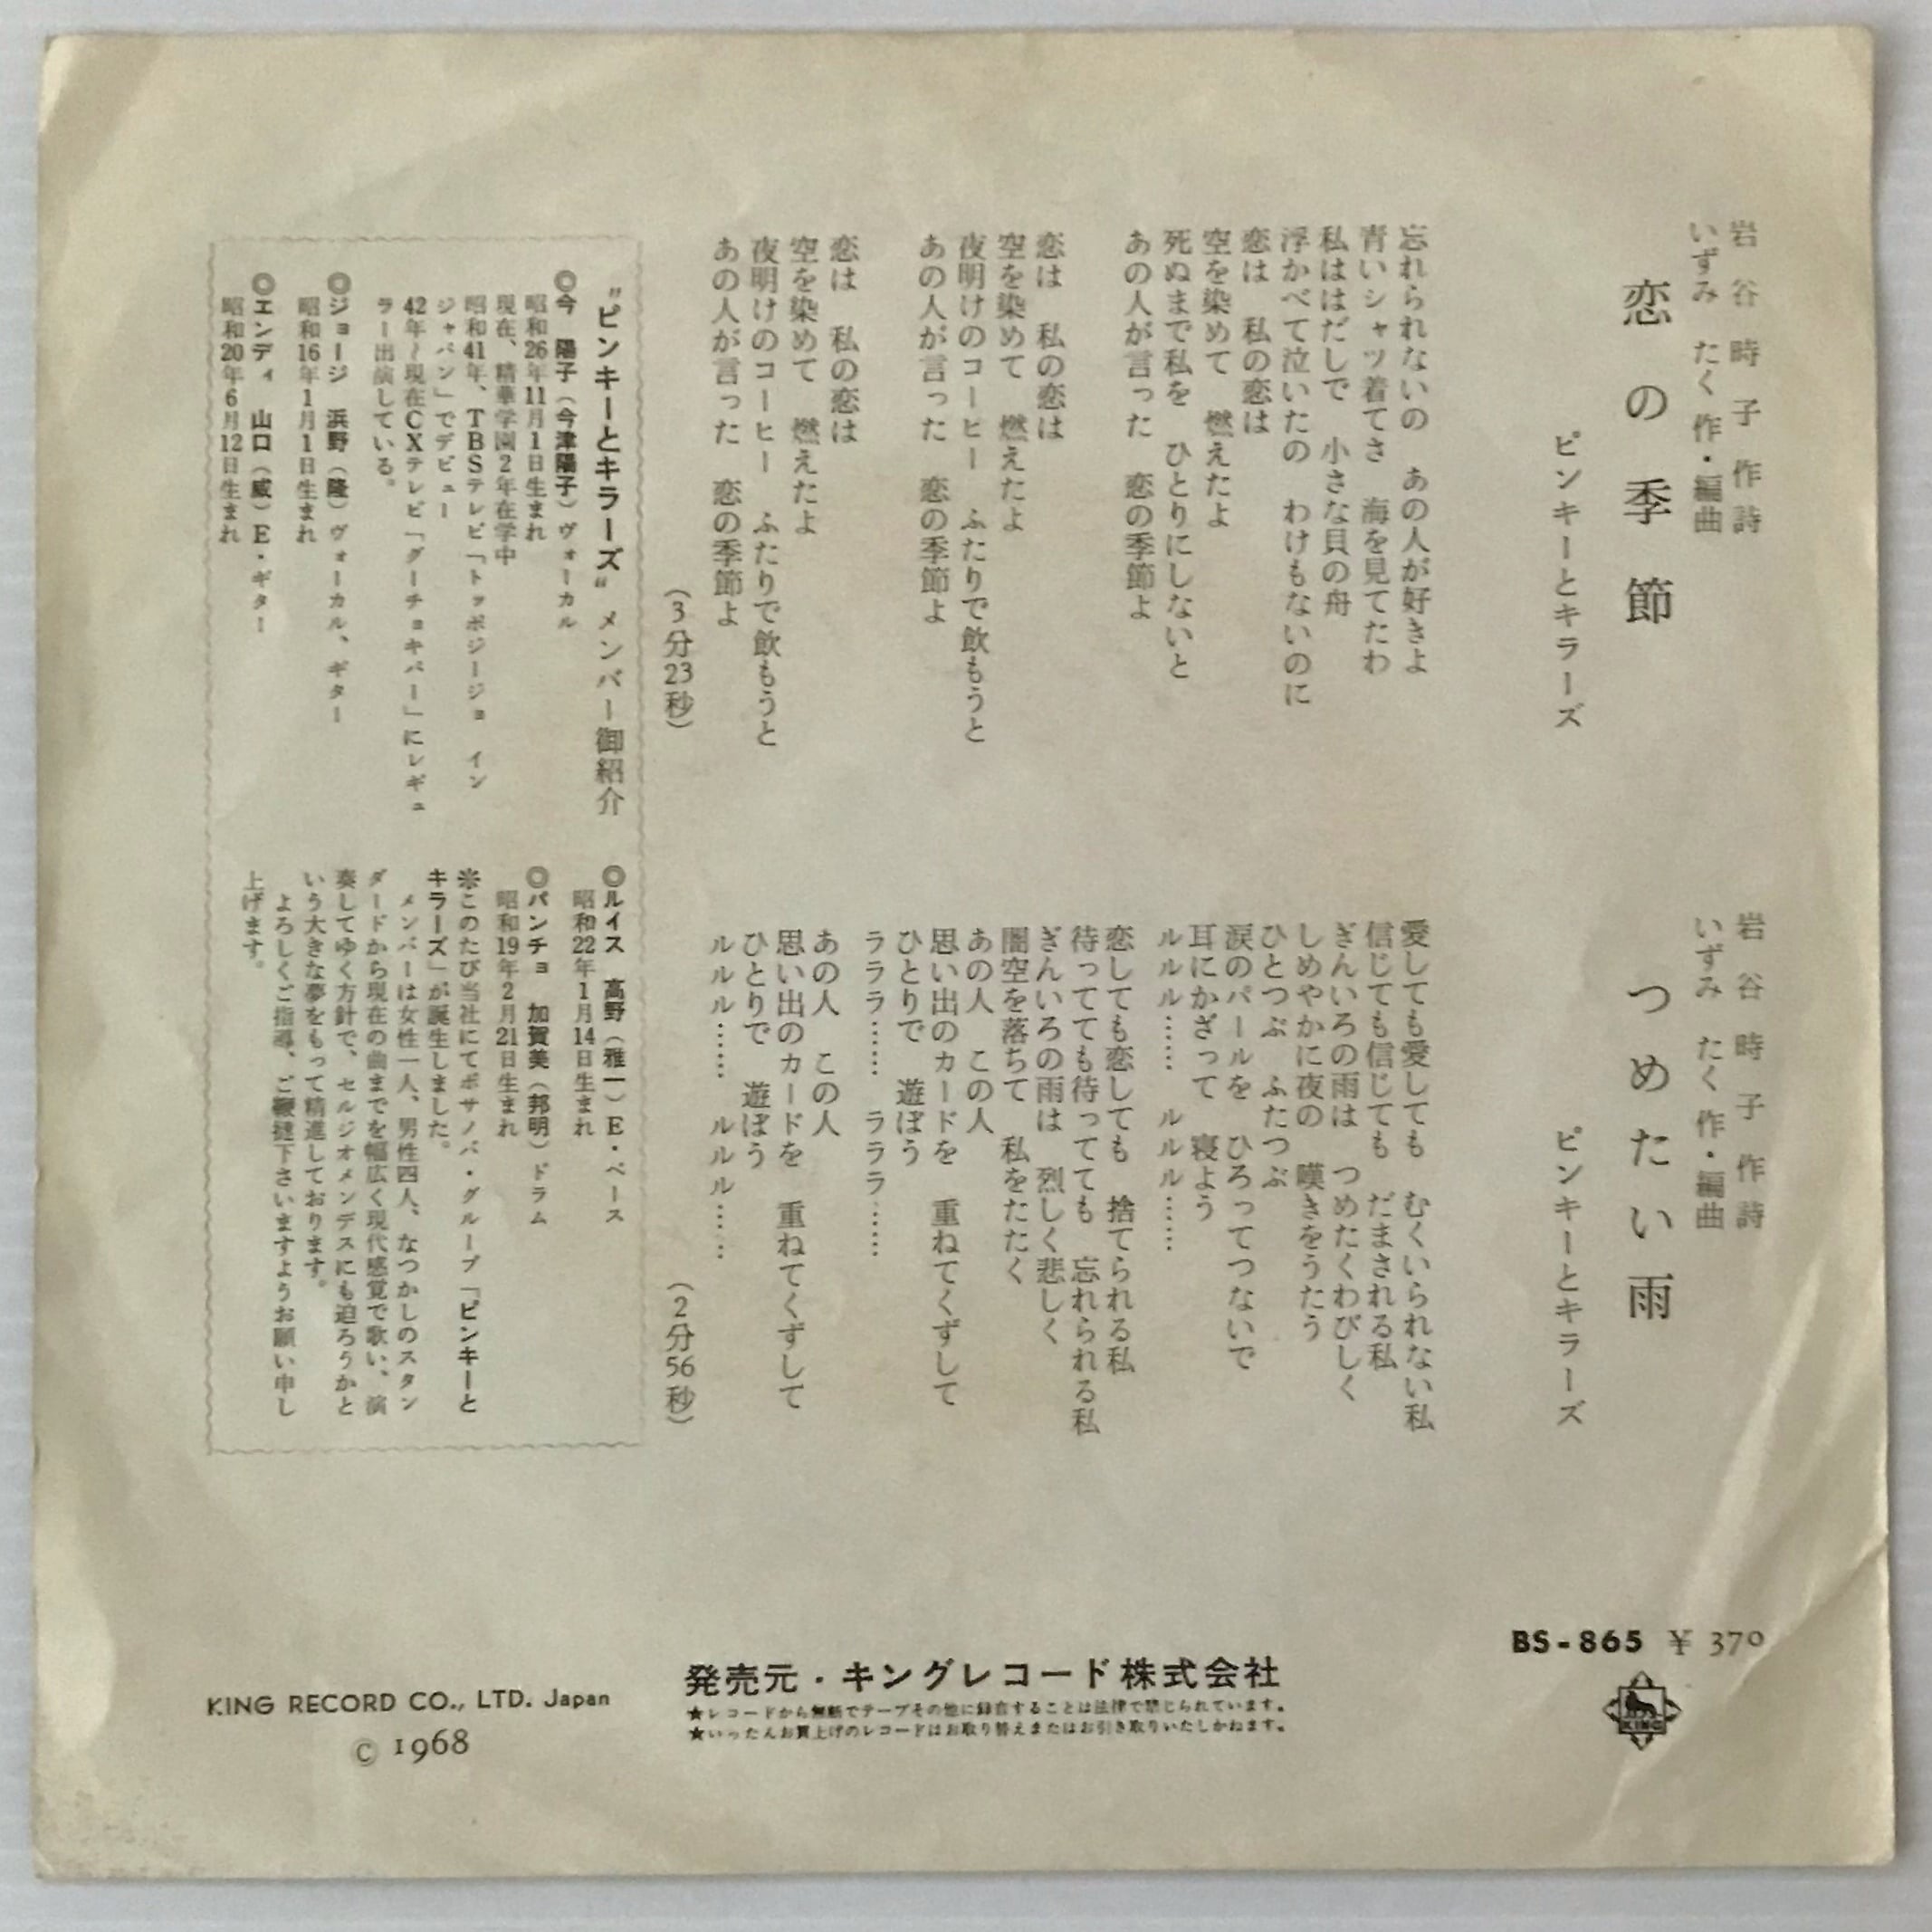 岩谷時子 作詩
いずみ たく 作・編曲
恋の季節
ピンキーとキラーズ
忘れられないの あの人が好きよ
青いシャツ着てさ 海を見てたわ
私ははだしで 小さな貝の舟
浮かべて泣いたの わけもないのに
恋は 私の恋は
空を染めて 燃えたよ
死ぬまで私を ひとりにしないと
あの人が言った 恋の季節よ
恋は 私の恋は
空を染めて 燃えたよ
夜明けのコーヒー ふたりで飲もうと
あの人が言った 恋の季節よ
恋は 私の恋は
空を染めて 燃えたよ
夜明けのコーヒー ふたりで飲もうと
あの人が言った 恋の季節よ
(3分23秒)
岩谷時子 作詩
いずみ たく 作・編曲
つめたい雨
ピンキーとキラーズ
愛しても愛しても むくいられない私
信じても信じても だまされる私
ぎんいろの雨は つめたくわびしく
しめやかに夜の 嘆きをうたう
ひとつぶ ふたつぶ
涙のパールを ひろってつないで
耳にかざって 寝よう
ルルル…… ルルル……
恋しても恋しても 捨てられる私
待ってても待ってても 忘れられる私
ぎんいろの雨は 烈しく悲しく
闇空を落ちて 私をたたく
あの人 この人
思い出のカードを 重ねてくずして
ひとりで 遊ぼう
ラララ…… ラララ……
あの人 この人
思い出のカードを 重ねてくずして
ひとりで 遊ぼう
ルルル…… ルルル……
(2分56秒)
〝ピンキーとキラーズ〟メンバー御紹介
◎今 陽子(今津陽子)ヴォーカル
昭和26年11月1日生まれ
現在、精華学園2年在学中
昭和41年、TBSテレビ「トッポジージョ イン
ジャパン」でデビュー
42年〜現在CXテレビ「グーチョキパー」にレギュ
ラー出演している。
◎ジョージ 浜野(隆)ヴォーカル、ギター
昭和16年1月1日生まれ
◎エンディ 山口(威)E・ギター
昭和20年6月12日生まれ
◎ルイス 高野(雅一)E・ベース
昭和22年1月14日生まれ
◎パンチョ 加賀美(邦明)ドラム
昭和19年2月21日生まれ
※このたび当社にてボサノバ・グループ「ピンキーと
キラーズ」が誕生しました。
メンバーは女性一人、男性四人、なつかしのスタン
ダードから現在の曲までを幅広く現代感覚で歌い、演
奏してゆく方針で、セルジオメンデスにも迫ろうかと
いう大きな夢をもって精進しております。
よろしくご指導、ご鞭撻下さいますようお願い申し
上げます。
BS-865 ¥370
KING
発売元・キングレコード株式会社
★レコードから無断でテープその他に録音することは法律で禁じられています。
★いったんお買上げのレコードはお取り替えまたはお引き取りいたしかねます。
KING RECORD CO., LTD. Japan
© 1968